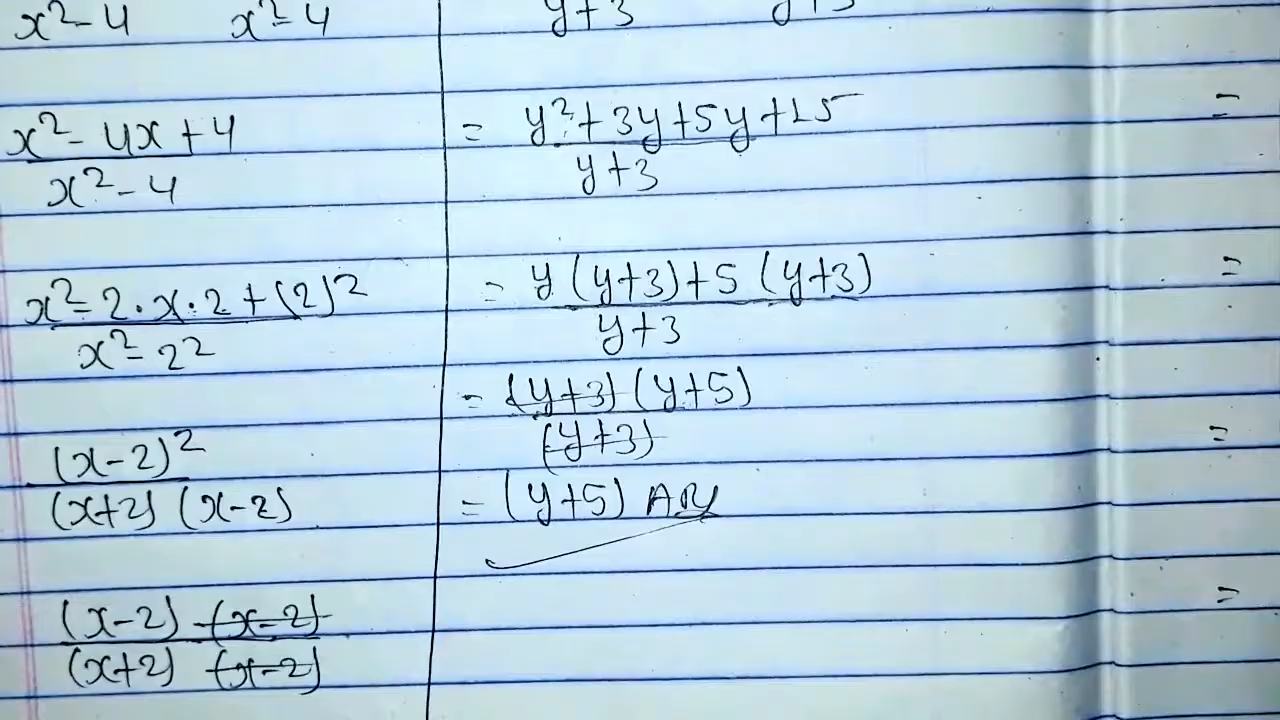 x²-4 x²-4
x²-4x+4
x²-4
x²-2·x·2+(2)²
x²-2²
(x-2)²
(x+2) (x-2)
(x-2) (x-2)
(x+2) (x-2)
y+3
= y²+3y+5y+15
y+3
= y (y+3)+5 (y+3)
y+3
= (y+3) (y+5)
(y+3)
= (y+5)
=
=
=
=